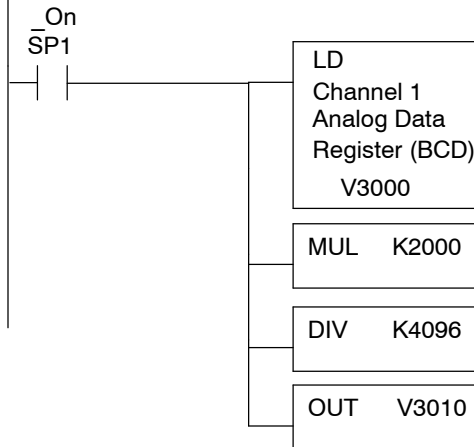 _On
SP1
LD
Channel 1
Analog Data
Register (BCD)
V3000
MUL K2000
DIV K4096
OUT V3010